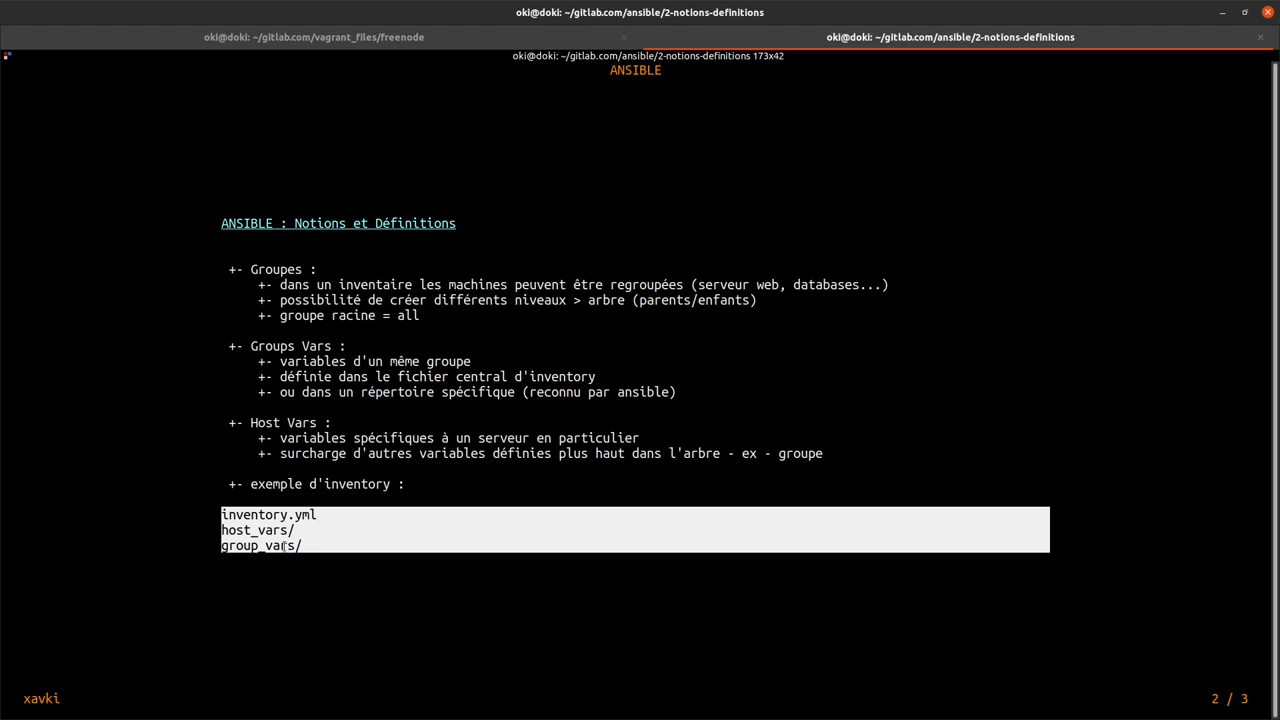 oki@doki: ~/gitlab.com/ansible/2-notions-definitions
oki@doki: ~/gitlab.com/vagrant_files/freenode
oki@doki: ~/gitlab.com/ansible/2-notions-definitions
oki@doki: ~/gitlab.com/ansible/2-notions-definitions 173x42
ANSIBLE
ANSIBLE : Notions et Définitions
+- Groupes :
+- dans un inventaire les machines peuvent être regroupées (serveur web, databases...)
+- possibilité de créer différents niveaux > arbre (parents/enfants)
+- groupe racine = all
+- Groups Vars :
+- variables d'un même groupe
+- définie dans le fichier central d'inventory
+- ou dans un répertoire spécifique (reconnu par ansible)
+- Host Vars :
+- variables spécifiques à un serveur en particulier
+- surcharge d'autres variables définies plus haut dans l'arbre - ex - groupe
+- exemple d'inventory :
inventory.yml
host_vars/
group_vars/
xavki
2 / 3